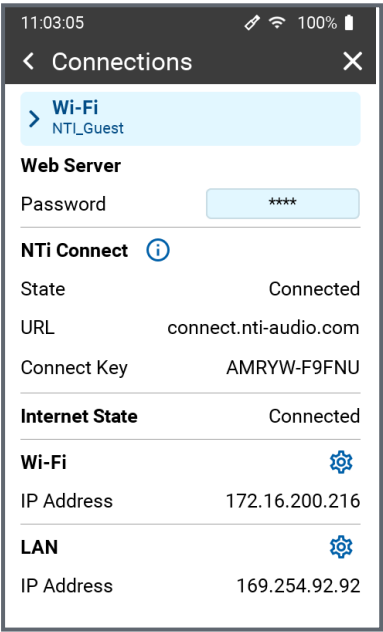 11:03:05 100%
Connections
Wi-Fi
NTI_Guest
Web Server
Password ****
NTi Connect
State Connected
URL connect.nti-audio.com
Connect Key AMRYW-F9FNU
Internet State Connected
Wi-Fi
IP Address 172.16.200.216
LAN
IP Address 169.254.92.92